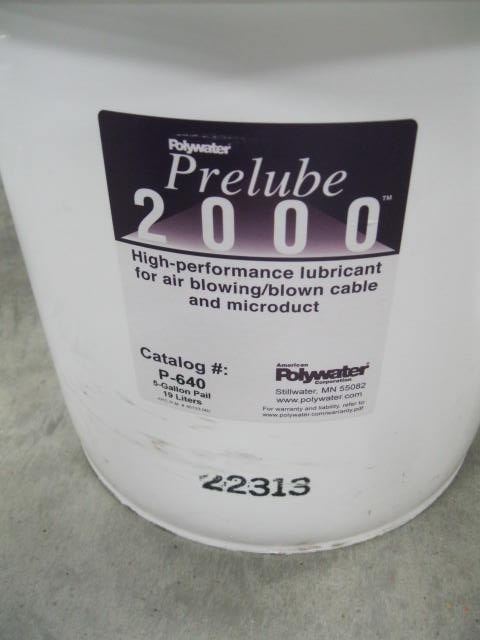 Polywater
Prelube
2000™
High-performance lubricant
for air blowing/blown cable
and microduct
Catalog #:
P-640
5-Gallon Pail
19 Liters
American
Polywater
Corporation
Stillwater, MN 55082
www.polywater.com
For warranty and liability, refer to
www.polywater.com/warranty.pdf
22313